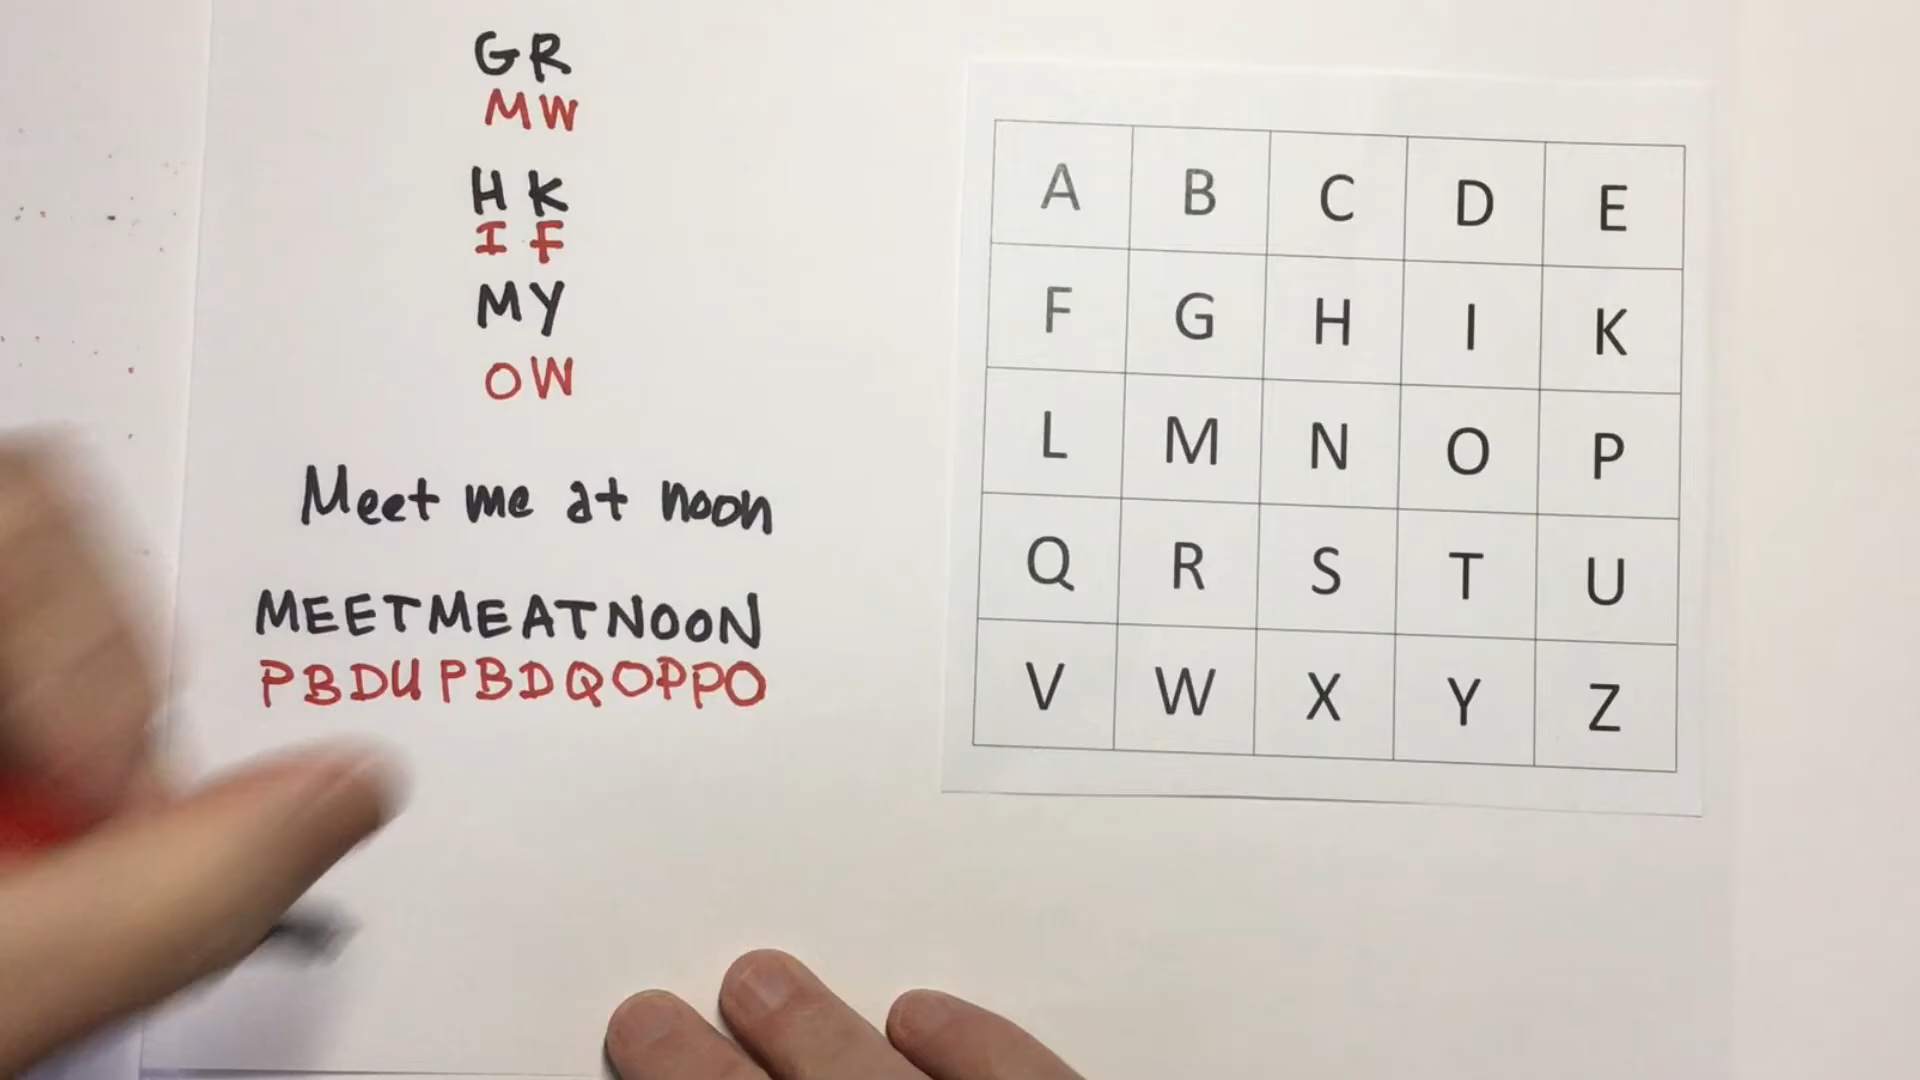 GR
MW
HK
IF
MY
OW
Meet me at noon
MEETMEATNOON
PBDUPBDQOPPO
A B C D E
F G H I K
L M N O P
Q R S T U
V W X Y Z